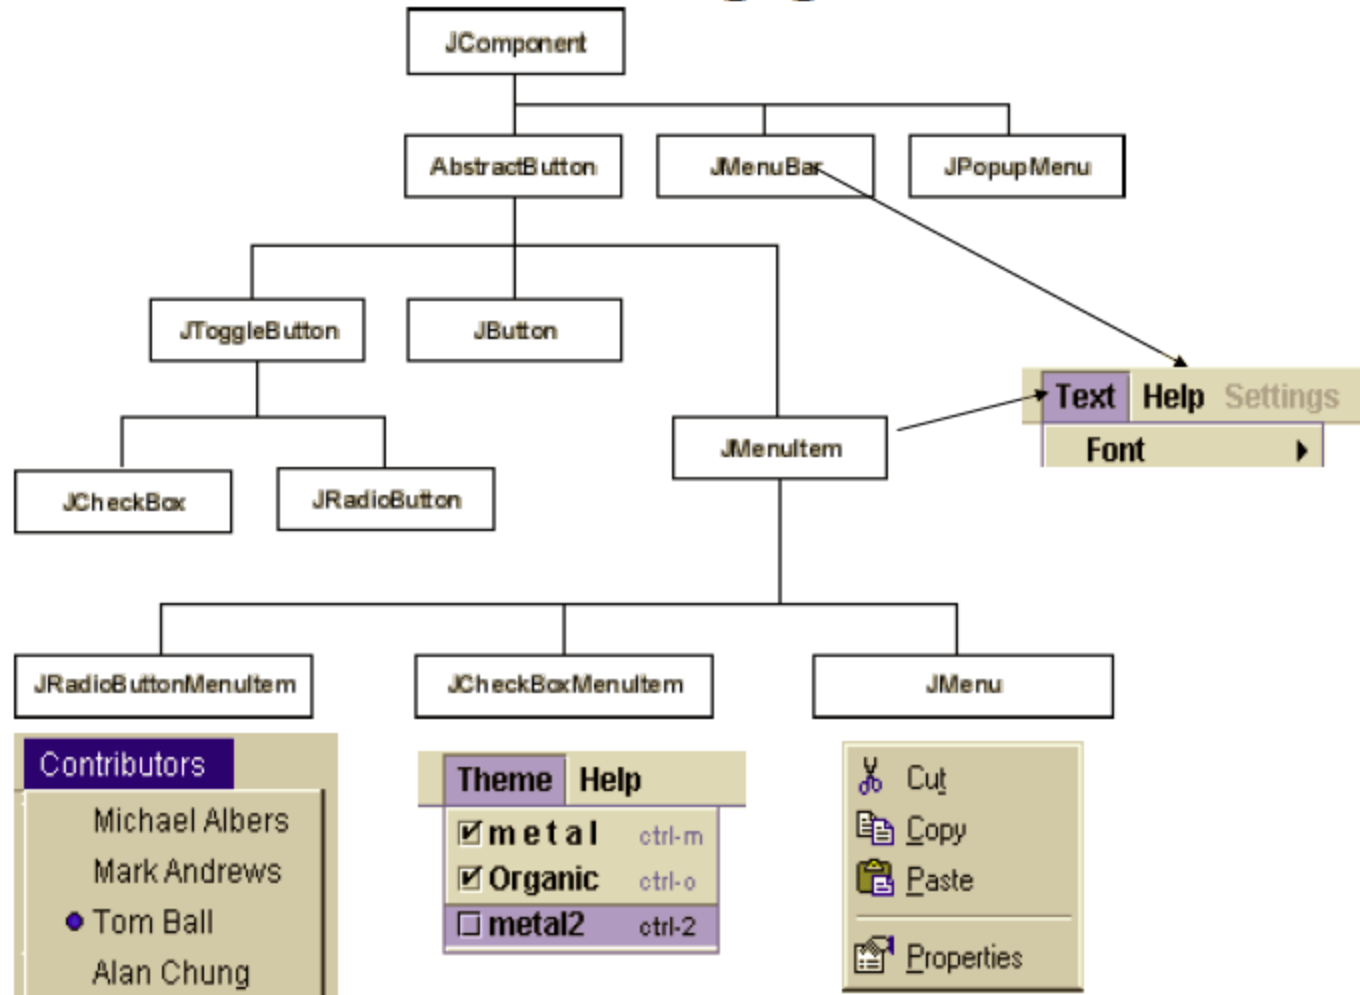 JComponent
AbstractButton
JMenuBar
JPopupMenu
JToggleButton
JButton
Text Help Settings
Font
JMenuItem
JCheckBox
JRadioButton
JRadioButtonMenuItem
JCheckBoxMenuItem
JMenu
Contributors
Michael Albers
Mark Andrews
Tom Ball
Alan Chung
Theme Help
metal ctrl-m
Organic ctrl-o
metal2 ctrl-2
Cut
Copy
Paste
Properties